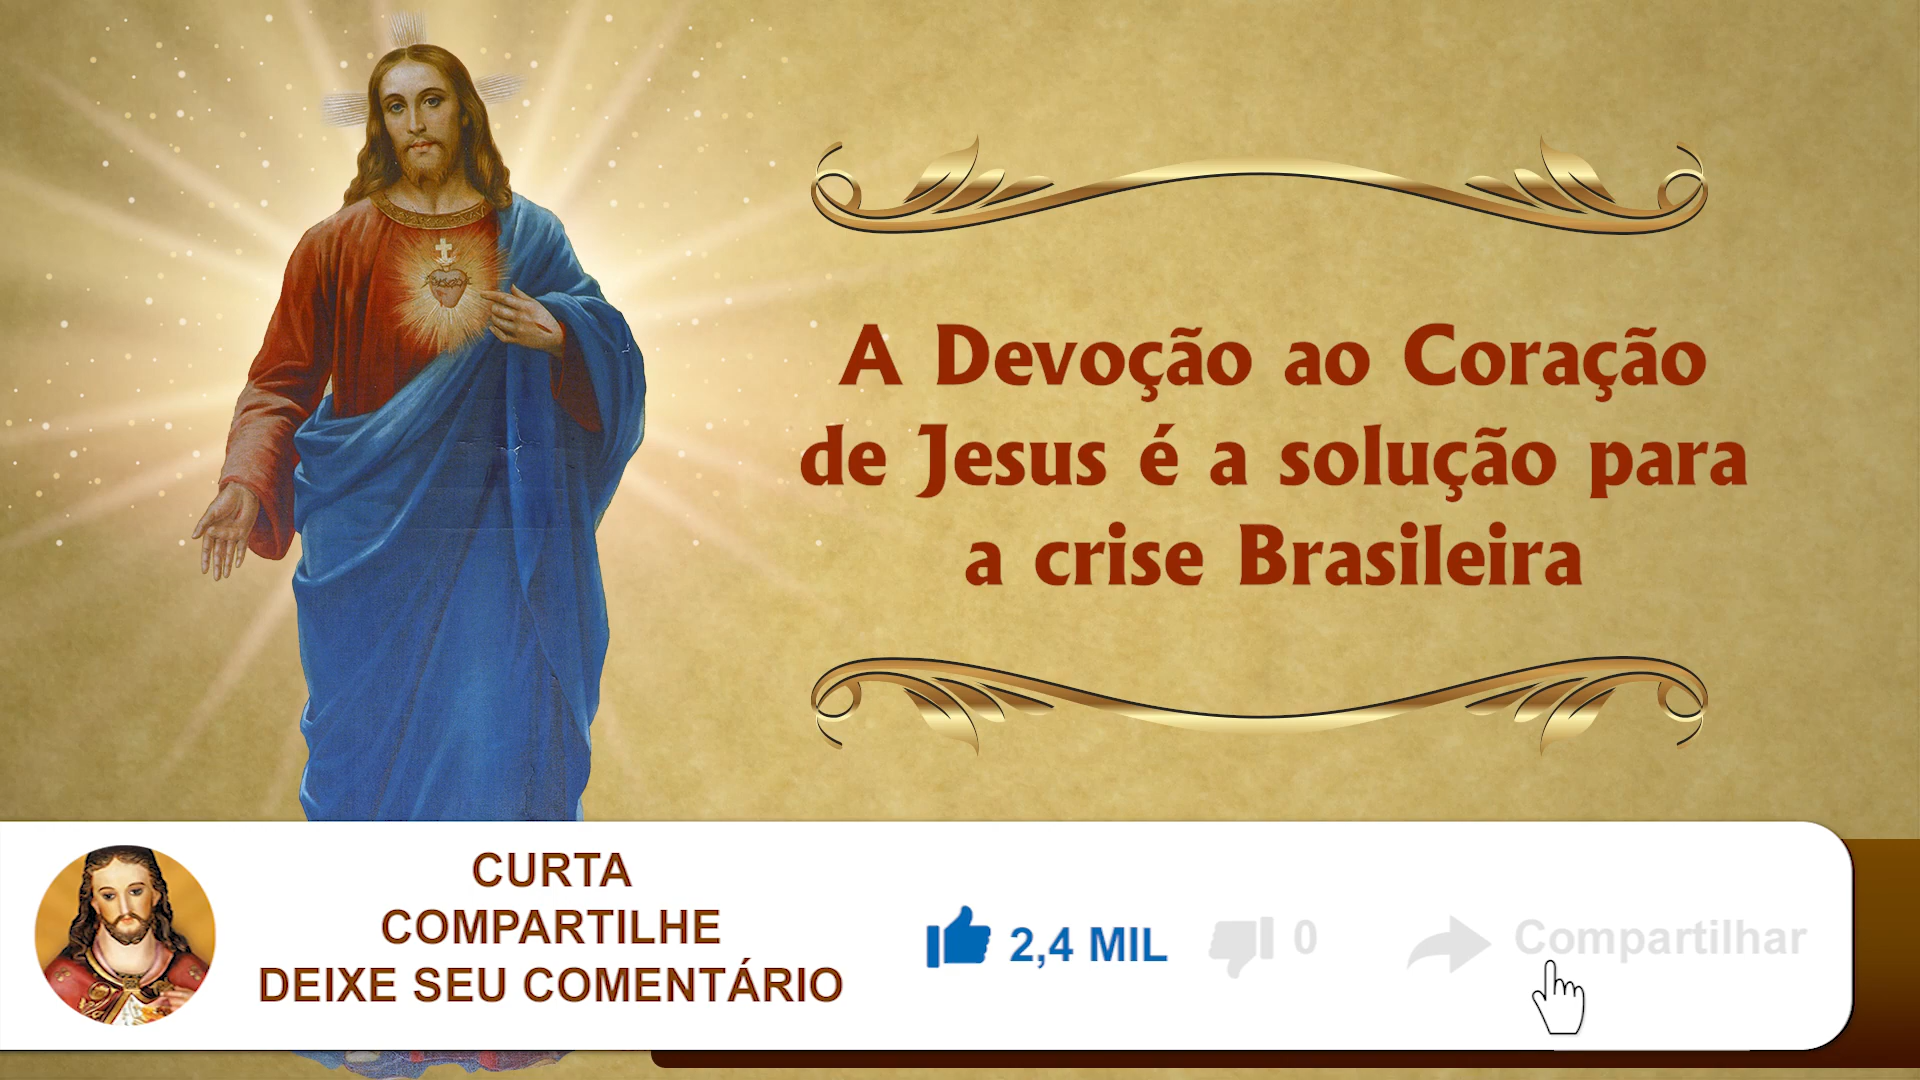 A Devoção ao Coração
de Jesus é a solução para
a crise Brasileira
CURTA
COMPARTILHE
DEIXE SEU COMENTÁRIO
2,4 MIL
0
Compartilhar